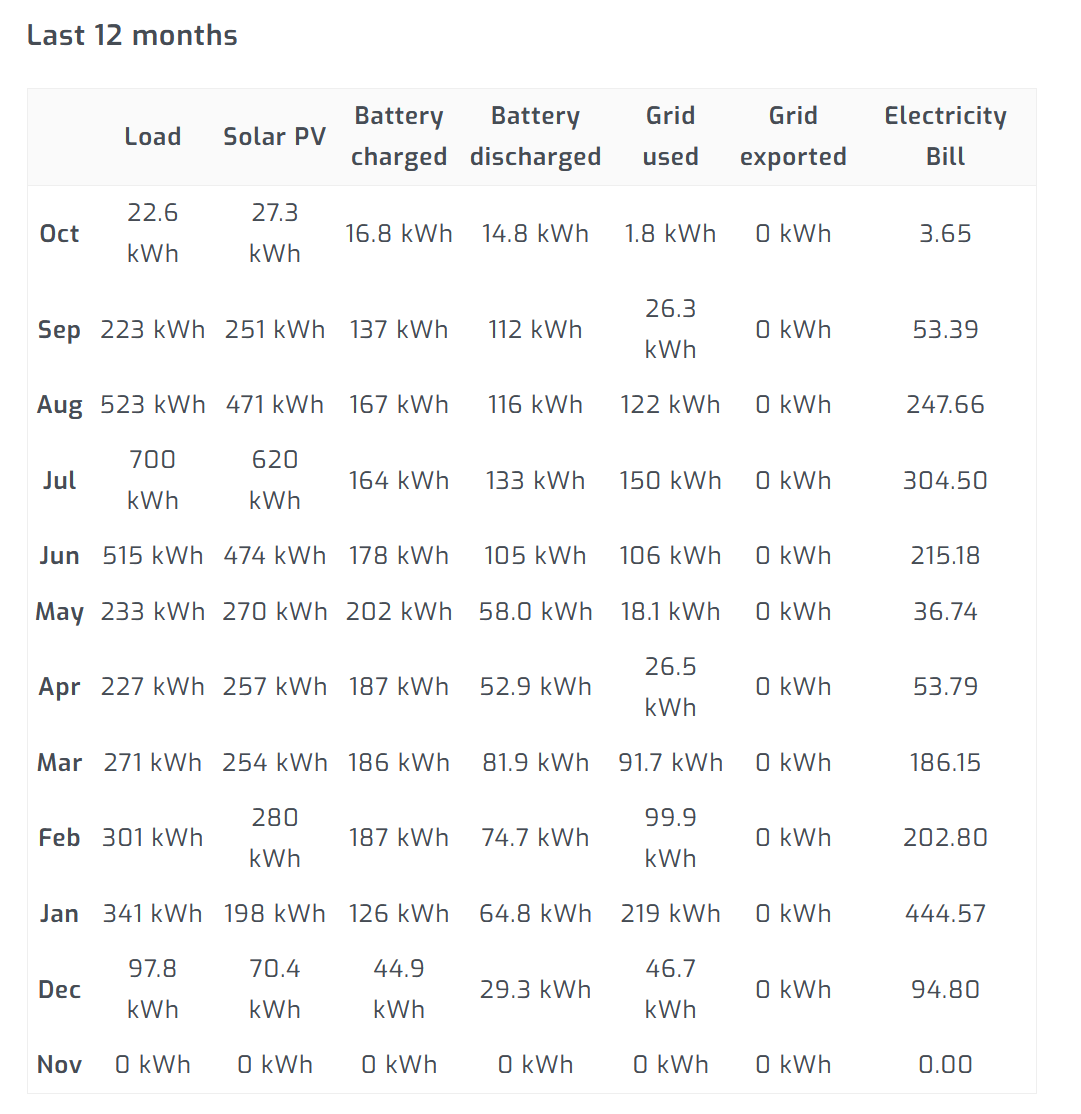 Last 12 months
Load Solar PV Battery charged Battery discharged Grid used Grid exported Electricity Bill
Oct 22.6 kWh 27.3 kWh 16.8 kWh 14.8 kWh 1.8 kWh 0 kWh 3.65
Sep 223 kWh 251 kWh 137 kWh 112 kWh 26.3 kWh 0 kWh 53.39
Aug 523 kWh 471 kWh 167 kWh 116 kWh 122 kWh 0 kWh 247.66
Jul 700 kWh 620 kWh 164 kWh 133 kWh 150 kWh 0 kWh 304.50
Jun 515 kWh 474 kWh 178 kWh 105 kWh 106 kWh 0 kWh 215.18
May 233 kWh 270 kWh 202 kWh 58.0 kWh 18.1 kWh 0 kWh 36.74
Apr 227 kWh 257 kWh 187 kWh 52.9 kWh 26.5 kWh 0 kWh 53.79
Mar 271 kWh 254 kWh 186 kWh 81.9 kWh 91.7 kWh 0 kWh 186.15
Feb 301 kWh 280 kWh 187 kWh 74.7 kWh 99.9 kWh 0 kWh 202.80
Jan 341 kWh 198 kWh 126 kWh 64.8 kWh 219 kWh 0 kWh 444.57
Dec 97.8 kWh 70.4 kWh 44.9 kWh 29.3 kWh 46.7 kWh 0 kWh 94.80
Nov 0 kWh 0 kWh 0 kWh 0 kWh 0 kWh 0 kWh 0.00